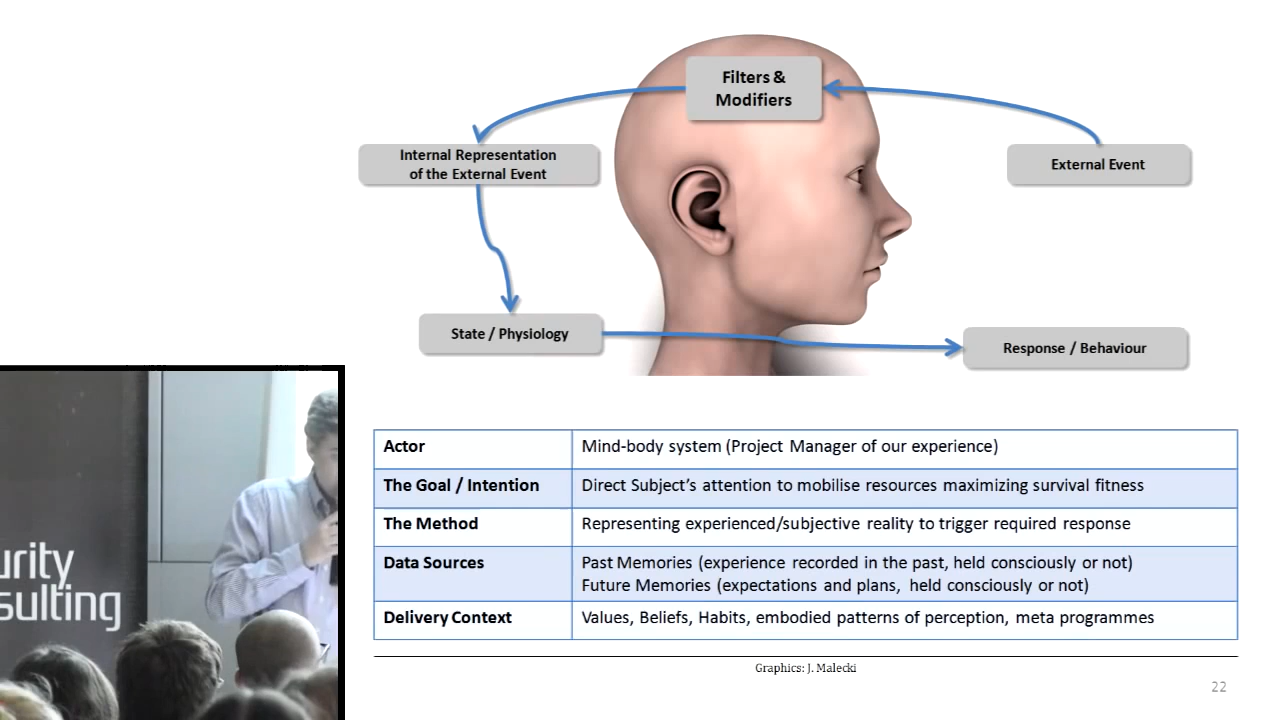 Filters &
Modifiers
Internal Representation
of the External Event
External Event
State / Physiology
Response / Behaviour
Actor
Mind-body system (Project Manager of our experience)
The Goal / Intention
Direct Subject's attention to mobilise resources maximizing survival fitness
The Method
Representing experienced/subjective reality to trigger required response
Data Sources
Past Memories (experience recorded in the past, held consciously or not)
Future Memories (expectations and plans, held consciously or not)
Delivery Context
Values, Beliefs, Habits, embodied patterns of perception, meta programmes
Graphics: J. Malecki
22
urity
sulting